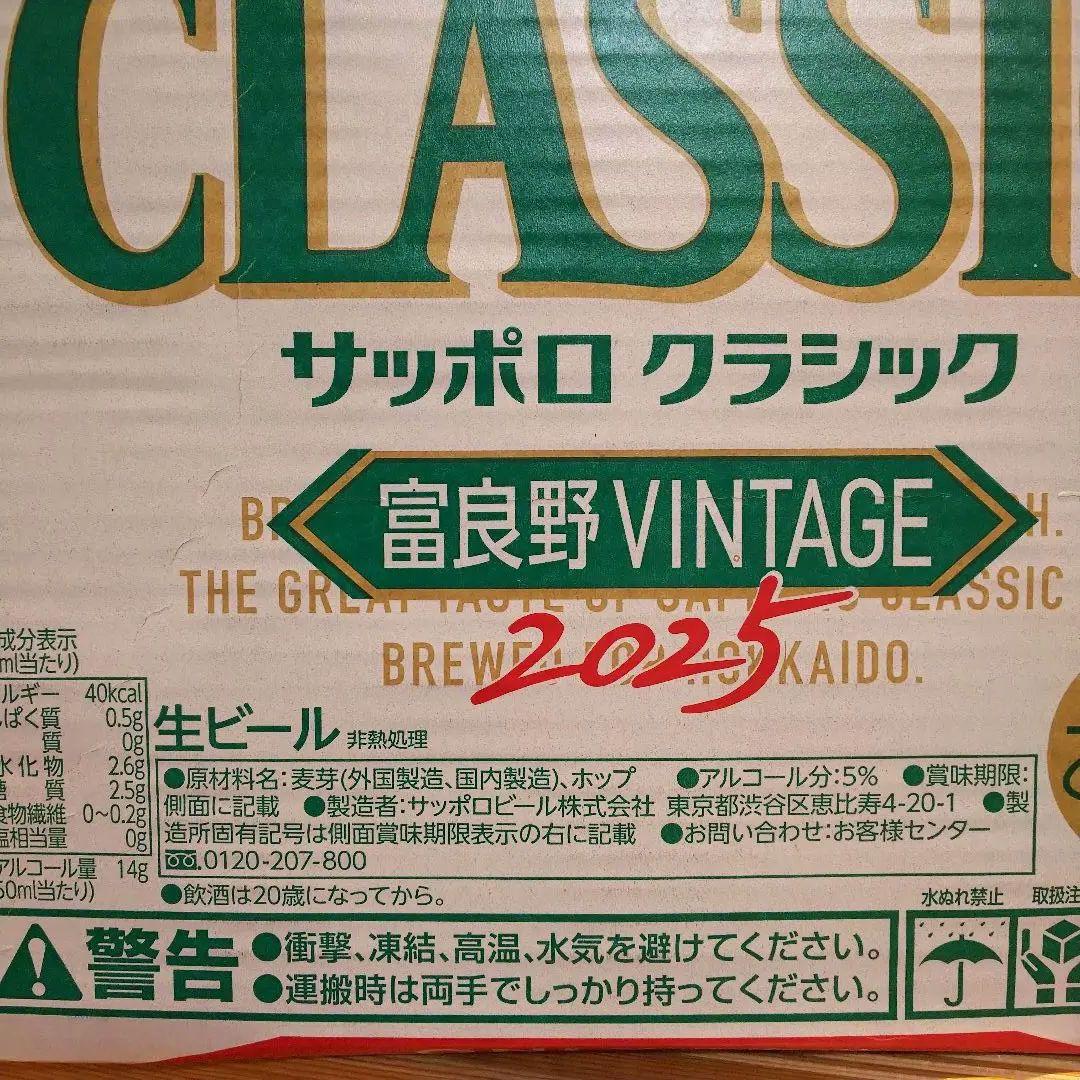 CLASSI
サッポロ クラシック
富良野VINTAGE
THE GREAT TASTE OF SAPPORO CLASSIC
2025
BREWED FOR HOKKAIDO.
成分表示
ml当たり)
ルギー 40kcal
ぱく質 0.5g
質 0g
水化物 2.6g
質 2.5g
食物繊維 0~0.2g
塩相当量 0g
アルコール量 14g
50ml当たり)
生ビール 非熱処理
●原材料名:麦芽(外国製造、国内製造)、ホップ ●アルコール分:5% ●賞味期限:
側面に記載 ●製造者:サッポロビール株式会社 東京都渋谷区恵比寿4-20-1 ●製
造所固有記号は側面賞味期限表示の右に記載 ●お問い合わせ:お客様センター
0120-207-800
●飲酒は20歳になってから。
警告
●衝撃、凍結、高温、水気を避けてください。
●運搬時は両手でしっかり持ってください。
水ぬれ禁止
取扱注